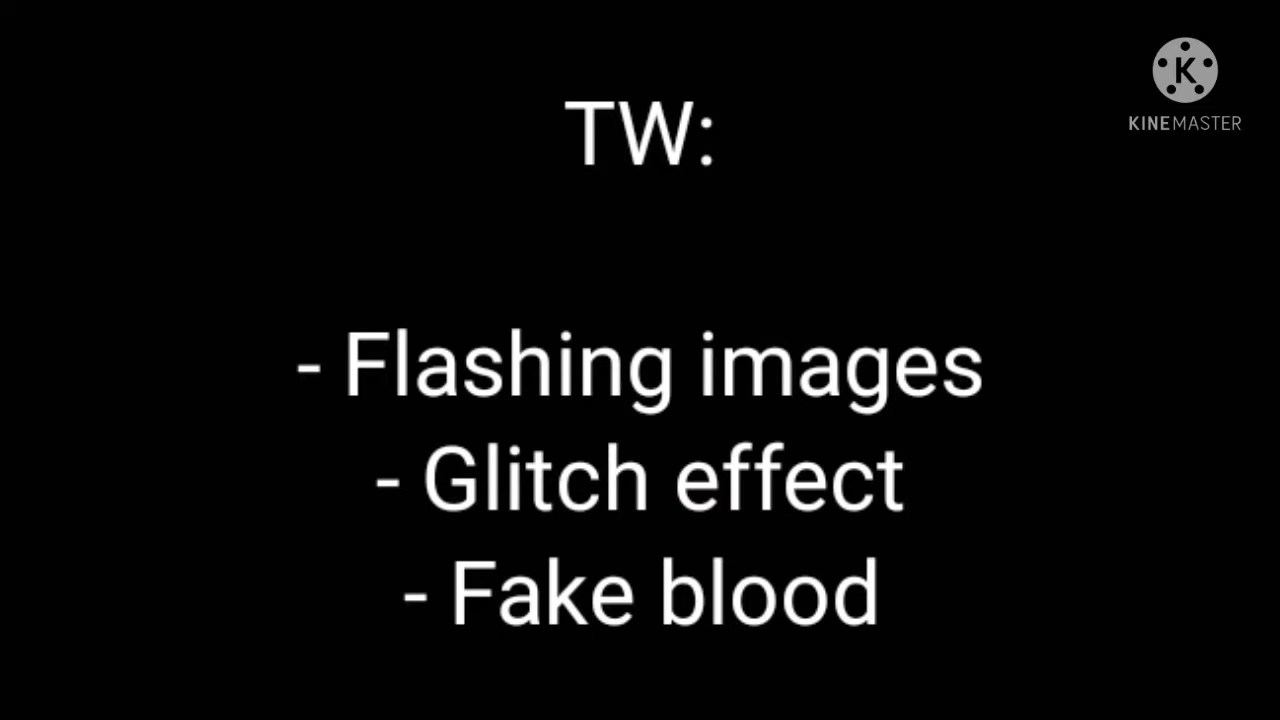 K
KINEMASTER
TW:
- Flashing images
- Glitch effect
- Fake blood